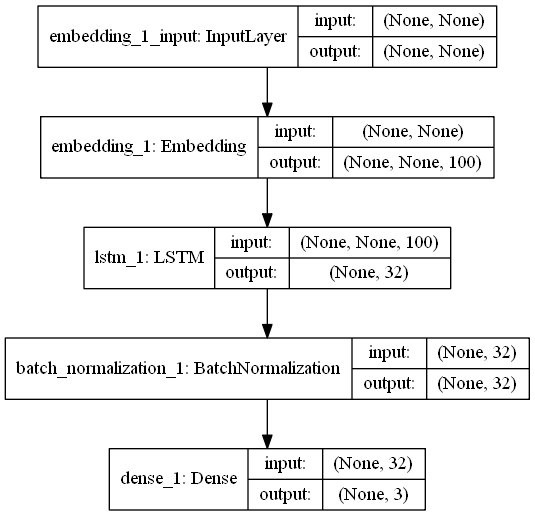 embedding_1_input: InputLayer
input: (None, None)
output: (None, None)
embedding_1: Embedding
input: (None, None)
output: (None, None, 100)
lstm_1: LSTM
input: (None, None, 100)
output: (None, 32)
batch_normalization_1: BatchNormalization
input: (None, 32)
output: (None, 32)
dense_1: Dense
input: (None, 32)
output: (None, 3)